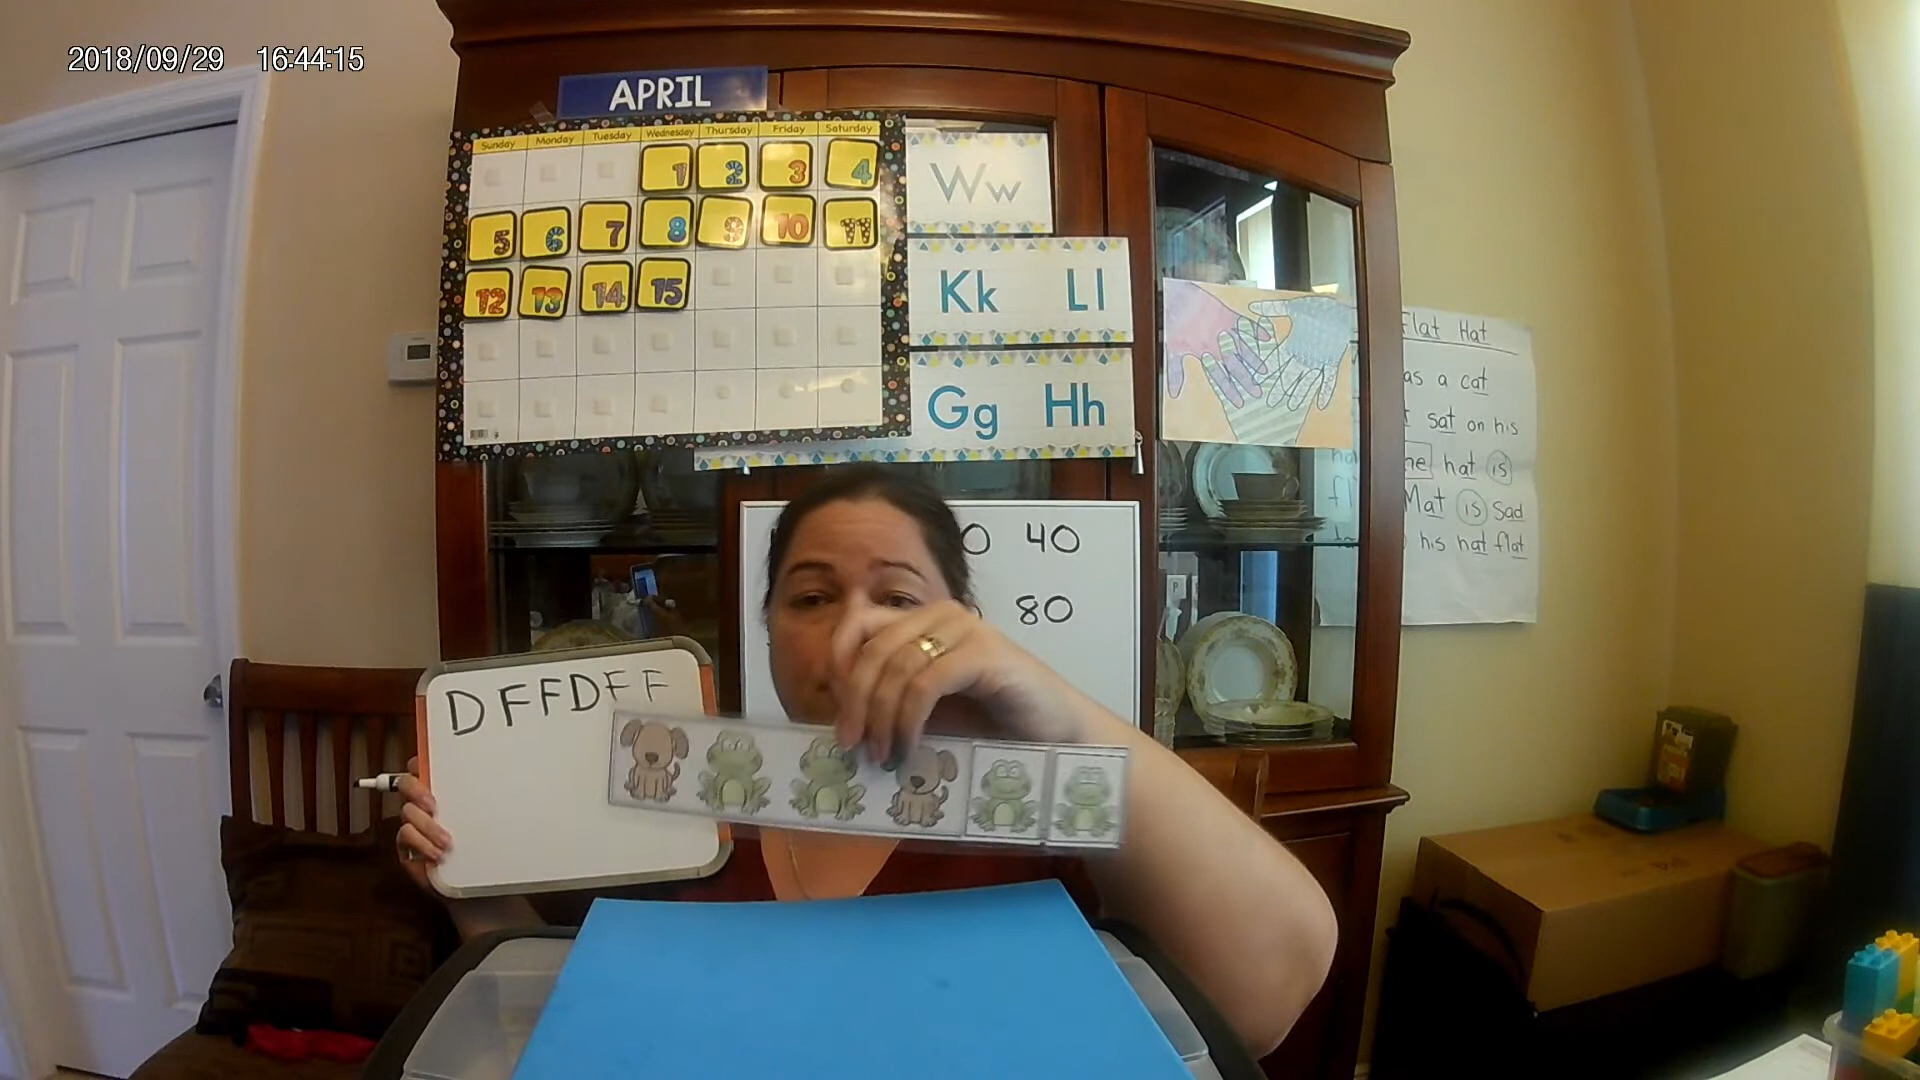 2018/09/29 16:44:15
APRIL
Sunday Monday Tuesday Wednesday Thursday Friday Saturday
1 2 3 4
5 6 7 8 9 10 11
12 13 14 15
Ww
Kk Ll
Gg Hh
Flat Hat
as a cat
sat on his
hat is
Mat is Sad
his hat flat
40
80
DFFDFF